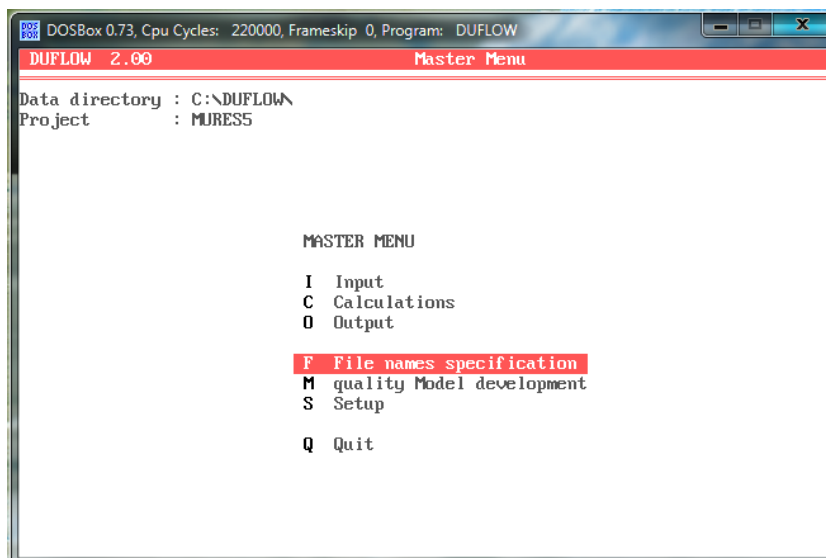 DOSBox 0.73, Cpu Cycles: 220000, Frameskip 0, Program: DUFLOW
DUFLOW 2.00 Master Menu
Data directory : C:\DUFLOW\
Project : MURES5
MASTER MENU
I Input
C Calculations
O Output
F File names specification
M quality Model development
S Setup
Q Quit